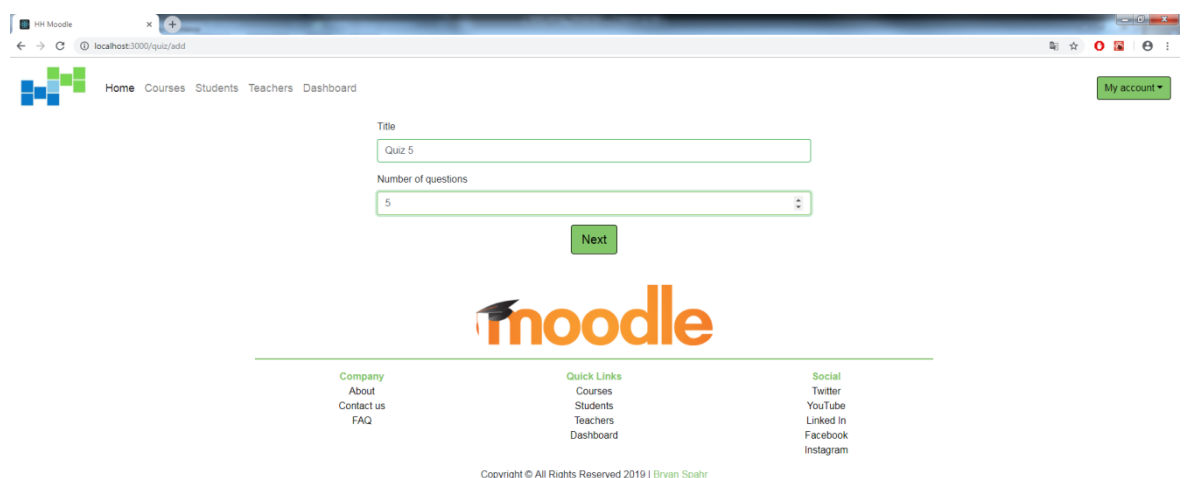 HH Moodle
localhost:3000/quiz/add
Home Courses Students Teachers Dashboard My account
Title
Quiz 5
Number of questions
5
Next
moodle
Company Quick Links Social
About Courses Twitter
Contact us Students YouTube
FAQ Teachers Linked In
Dashboard Facebook
Instagram
Copyright © All Rights Reserved 2019 | Bryan Spahr